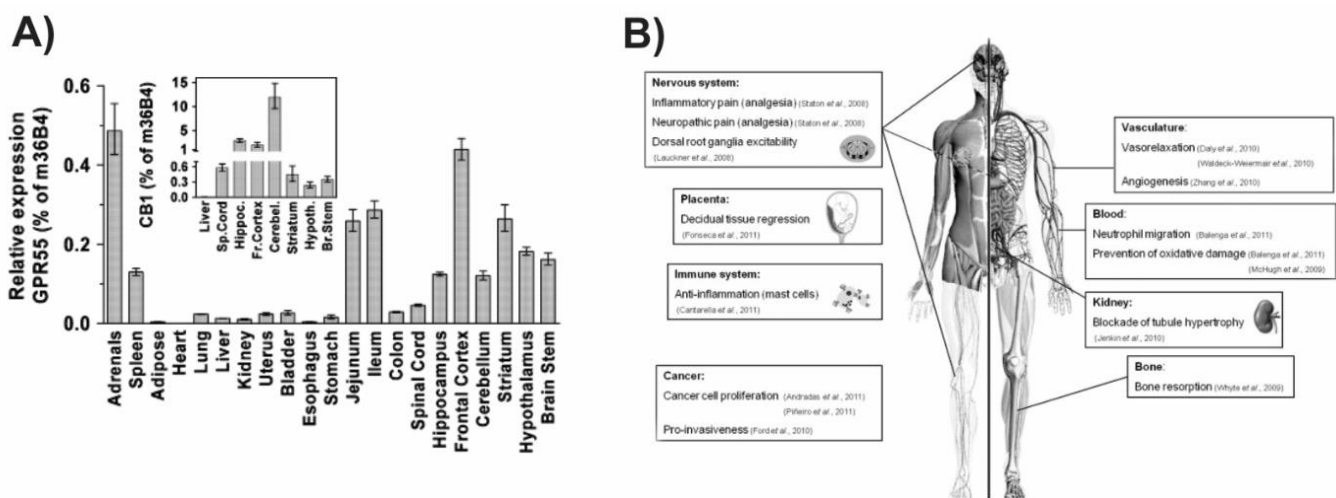 A)
Relative expression
GPR55 (% of m36B4)
0.6
0.4
0.2
0.0
CB1 (% of m36B4)
15
10
5
1
0.6
0.3
0.0
Liver
Sp.Cord
Hippoc.
Fr.Cortex
Cerebel.
Striatum
Hypoth.
Br.Stem
Adrenals
Spleen
Adipose
Heart
Lung
Liver
Kidney
Uterus
Bladder
Esophagus
Stomach
Jejunum
Ileum
Colon
Spinal Cord
Hippocampus
Frontal Cortex
Cerebellum
Striatum
Hypothalamus
Brain Stem
B)
Nervous system:
Inflammatory pain (analgesia) (Staton et al., 2008)
Neuropathic pain (analgesia) (Staton et al., 2008)
Dorsal root ganglia excitability
(Lauckner et al., 2008)
Placenta:
Decidual tissue regression
(Fonseca et al., 2011)
Immune system:
Anti-inflammation (mast cells)
(Cantarella et al., 2011)
Cancer:
Cancer cell proliferation (Andradas et al., 2011)
(Piñeiro et al., 2011)
Pro-invasiveness (Ford et al., 2010)
Vasculature:
Vasorelaxation (Daly et al., 2010)
(Waldeck-Weiermair et al., 2010)
Angiogenesis (Zhang et al., 2010)
Blood:
Neutrophil migration (Balenga et al., 2011)
Prevention of oxidative damage (Balenga et al., 2011)
(McHugh et al., 2009)
Kidney:
Blockade of tubule hypertrophy
(Jenkin et al., 2010)
Bone:
Bone resorption (Whyte et al., 2009)